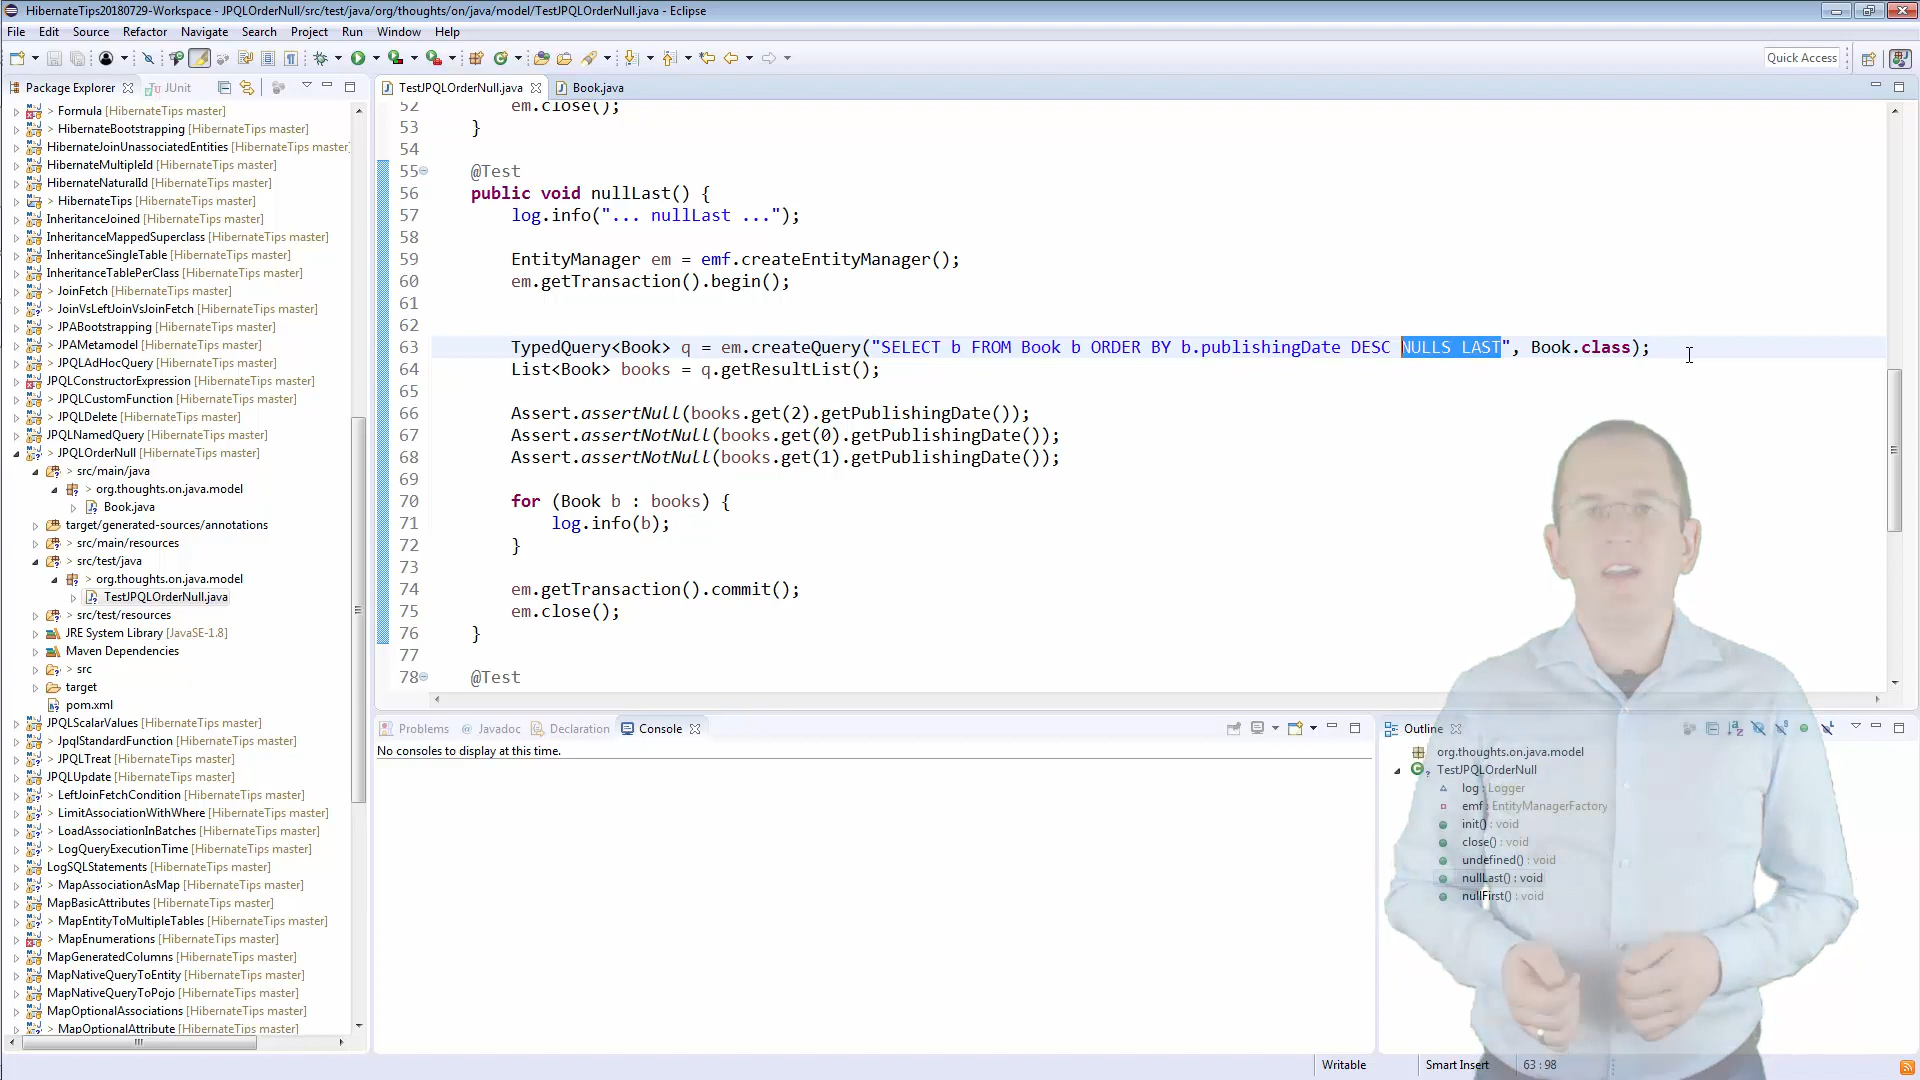 HibernateTips20180729-Workspace - JPQLOrderNull/src/test/java/org/thoughts/on/java/model/TestJPQLOrderNull.java - Eclipse
File Edit Source Refactor Navigate Search Project Run Window Help
Quick Access
Package Explorer JUnit
> Formula [HibernateTips master]
> HibernateBootstrapping [HibernateTips master]
HibernateJoinUnassociatedEntities [HibernateTips master]
HibernateMultipleId [HibernateTips master]
HibernateNaturalId [HibernateTips master]
> HibernateTips [HibernateTips master]
InheritanceJoined [HibernateTips master]
InheritanceMappedSuperclass [HibernateTips master]
InheritanceSingleTable [HibernateTips master]
InheritanceTablePerClass [HibernateTips master]
> JoinFetch [HibernateTips master]
> JoinVsLeftJoinVsJoinFetch [HibernateTips master]
> JPABootstrapping [HibernateTips master]
> JPAMetamodel [HibernateTips master]
> JPQLAdHocQuery [HibernateTips master]
JPQLConstructorExpression [HibernateTips master]
> JPQLCustomFunction [HibernateTips master]
> JPQLDelete [HibernateTips master]
JPQLNamedQuery [HibernateTips master]
> JPQLOrderNull [HibernateTips master]
> src/main/java
> org.thoughts.on.java.model
> Book.java
target/generated-sources/annotations
> src/main/resources
> src/test/java
> org.thoughts.on.java.model
TestJPQLOrderNull.java
> src/test/resources
JRE System Library [JavaSE-1.8]
Maven Dependencies
> src
target
pom.xml
JPQLScalarValues [HibernateTips master]
> JpqlStandardFunction [HibernateTips master]
> JPQLTreat [HibernateTips master]
JPQLUpdate [HibernateTips master]
> LeftJoinFetchCondition [HibernateTips master]
> LimitAssociationWithWhere [HibernateTips master]
> LoadAssociationInBatches [HibernateTips master]
> LogQueryExecutionTime [HibernateTips master]
LogSQLStatements [HibernateTips master]
> MapAssociationAsMap [HibernateTips master]
MapBasicAttributes [HibernateTips master]
> MapEntityToMultipleTables [HibernateTips master]
> MapEnumerations [HibernateTips master]
MapGeneratedColumns [HibernateTips master]
MapNativeQueryToEntity [HibernateTips master]
MapNativeQueryToPojo [HibernateTips master]
MapOptionalAssociations [HibernateTips master]
> MapOptionalAttribute [HibernateTips master]
TestJPQLOrderNull.java Book.java
52 em.close();
53 }
54
55 @Test
56 public void nullLast() {
57 log.info("... nullLast ...");
58
59 EntityManager em = emf.createEntityManager();
60 em.getTransaction().begin();
61
62
63 TypedQuery<Book> q = em.createQuery("SELECT b FROM Book b ORDER BY b.publishingDate DESC NULLS LAST", Book.class);
64 List<Book> books = q.getResultList();
65
66 Assert.assertNull(books.get(2).getPublishingDate());
67 Assert.assertNotNull(books.get(0).getPublishingDate());
68 Assert.assertNotNull(books.get(1).getPublishingDate());
69
70 for (Book b : books) {
71 log.info(b);
72 }
73
74 em.getTransaction().commit();
75 em.close();
76 }
77
78 @Test
Problems Javadoc Declaration Console
No consoles to display at this time.
Outline
org.thoughts.on.java.model
TestJPQLOrderNull
log : Logger
emf : EntityManagerFactory
init() : void
close() : void
undefined() : void
nullLast() : void
nullFirst() : void
Writable Smart Insert 63 : 98